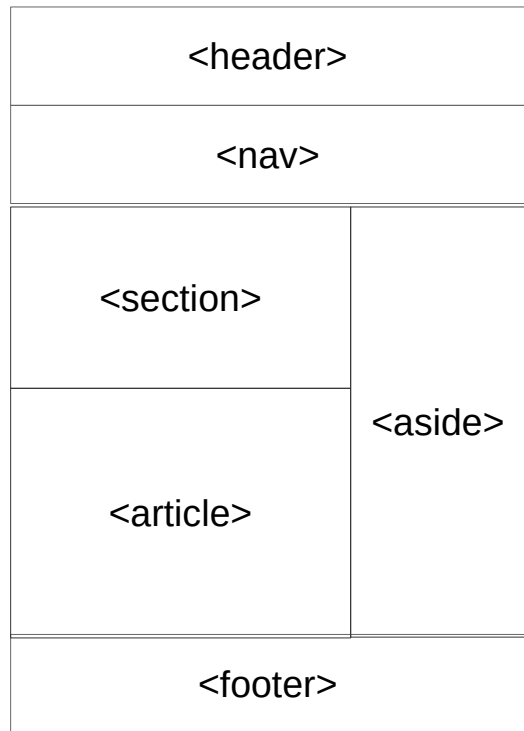 <header>
<nav>
<section>
<aside>
<article>
<footer>